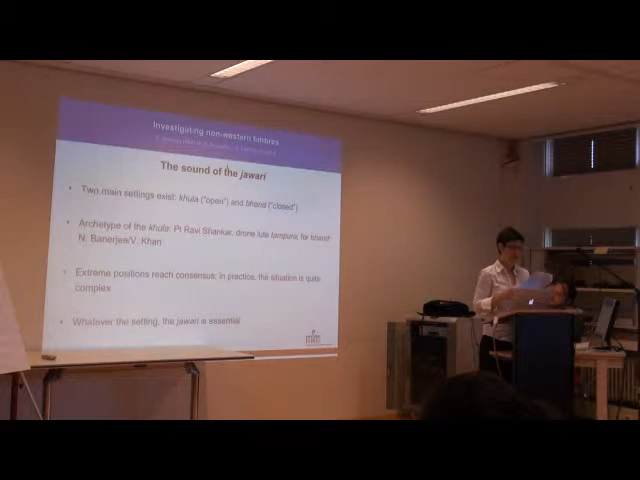 Investigating non-western timbres
The sound of the jawari
• Two main settings exist: khula ("open") and bhand ("closed")
• Archetype of the khula: Pt Ravi Shankar, drone lute tampura, for bhand:
N. Banerjee/V. Khan
• Extreme positions reach consensus; in practice, the situation is quite
complex
• Whatever the setting, the jawari is essential